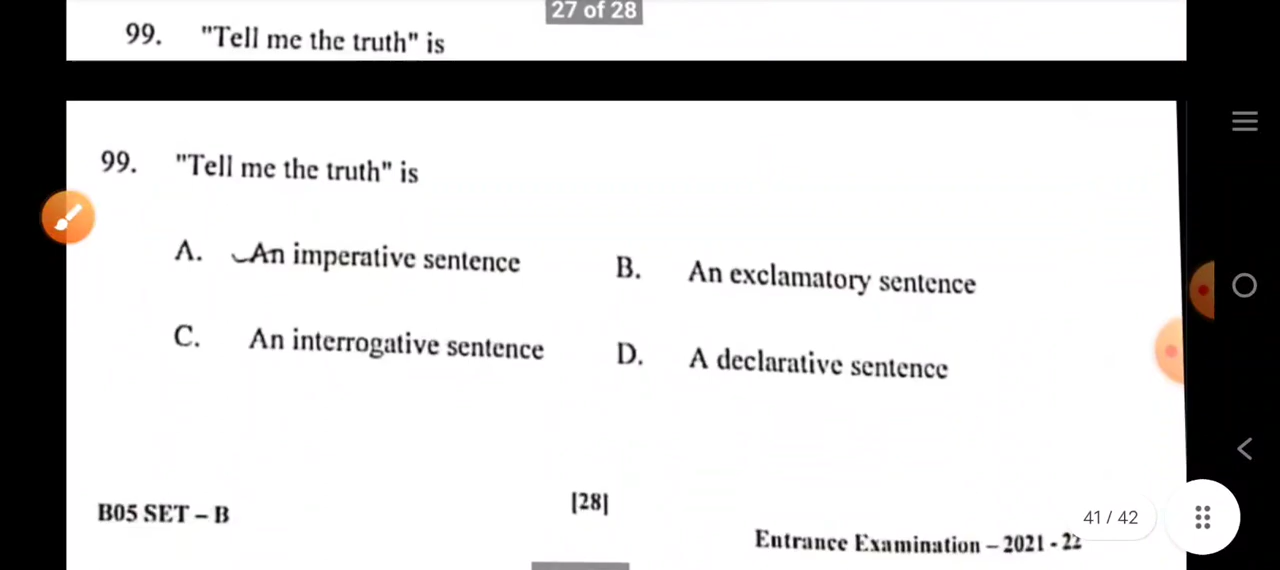 27 of 28
99. "Tell me the truth" is
99. "Tell me the truth" is
A. An imperative sentence B. An exclamatory sentence
C. An interrogative sentence D. A declarative sentence
[28]
B05 SET – B
41 / 42
Entrance Examination – 2021 - 22